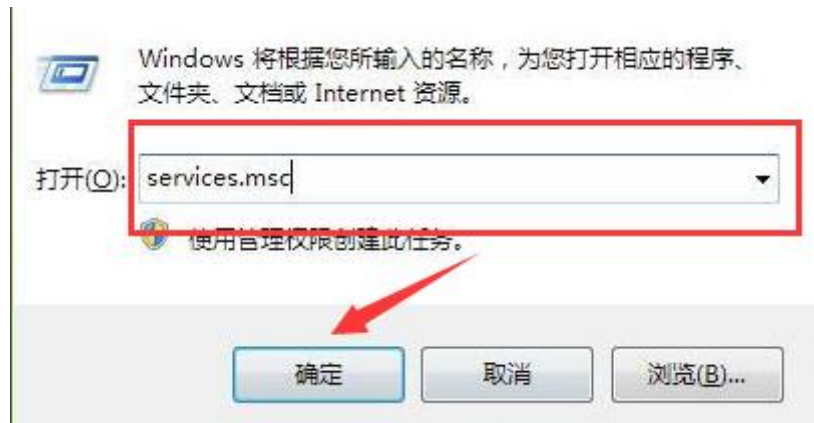 Windows 将根据您所输入的名称，为您打开相应的程序、
文件夹、文档或 Internet 资源。
打开(O): services.msc
使用管理权限创建此任务。
确定 取消 浏览(B)...